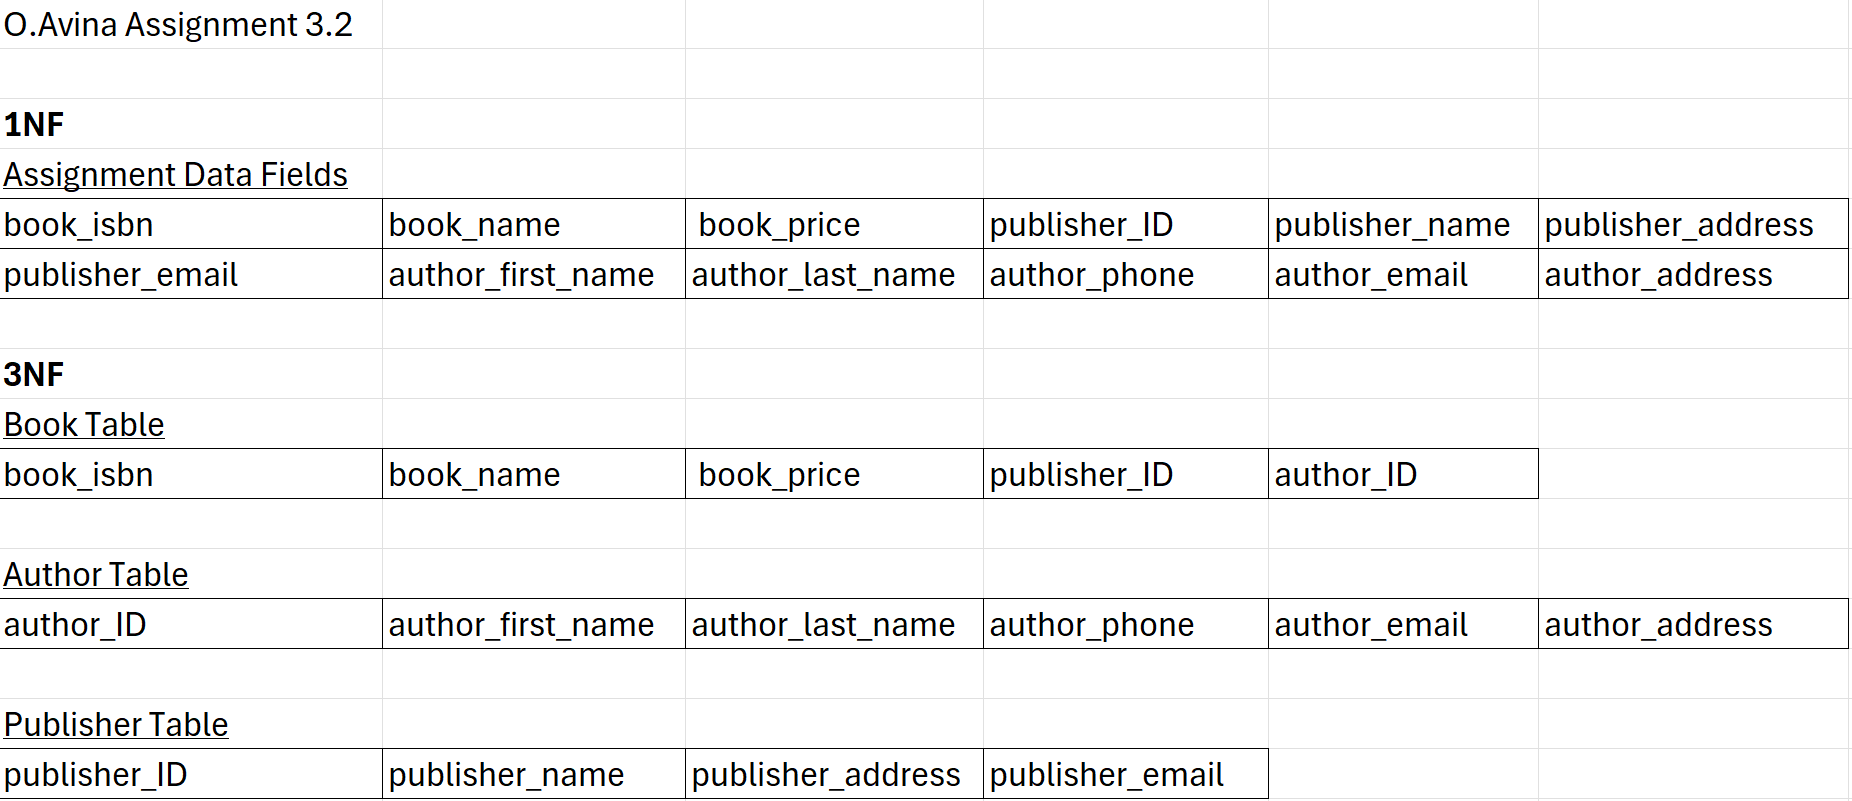 O.Avina Assignment 3.2
1NF
Assignment Data Fields
book_isbn book_name book_price publisher_ID publisher_name publisher_address
publisher_email author_first_name author_last_name author_phone author_email author_address
3NF
Book Table
book_isbn book_name book_price publisher_ID author_ID
Author Table
author_ID author_first_name author_last_name author_phone author_email author_address
Publisher Table
publisher_ID publisher_name publisher_address publisher_email